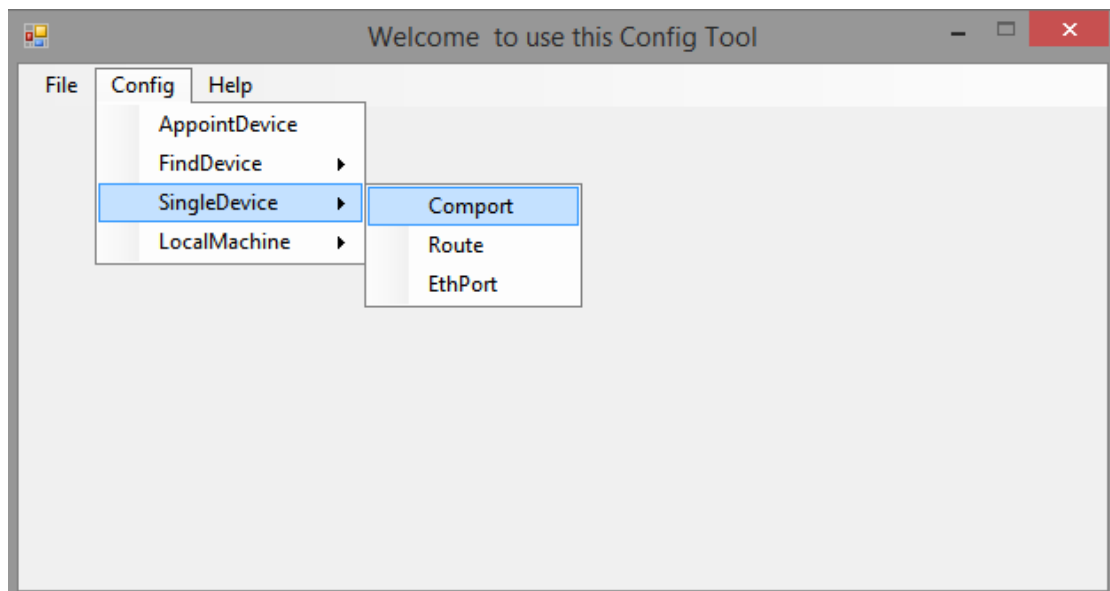 Welcome  to use this Config Tool
File Config Help
AppointDevice
FindDevice
SingleDevice
LocalMachine
Comport
Route
EthPort